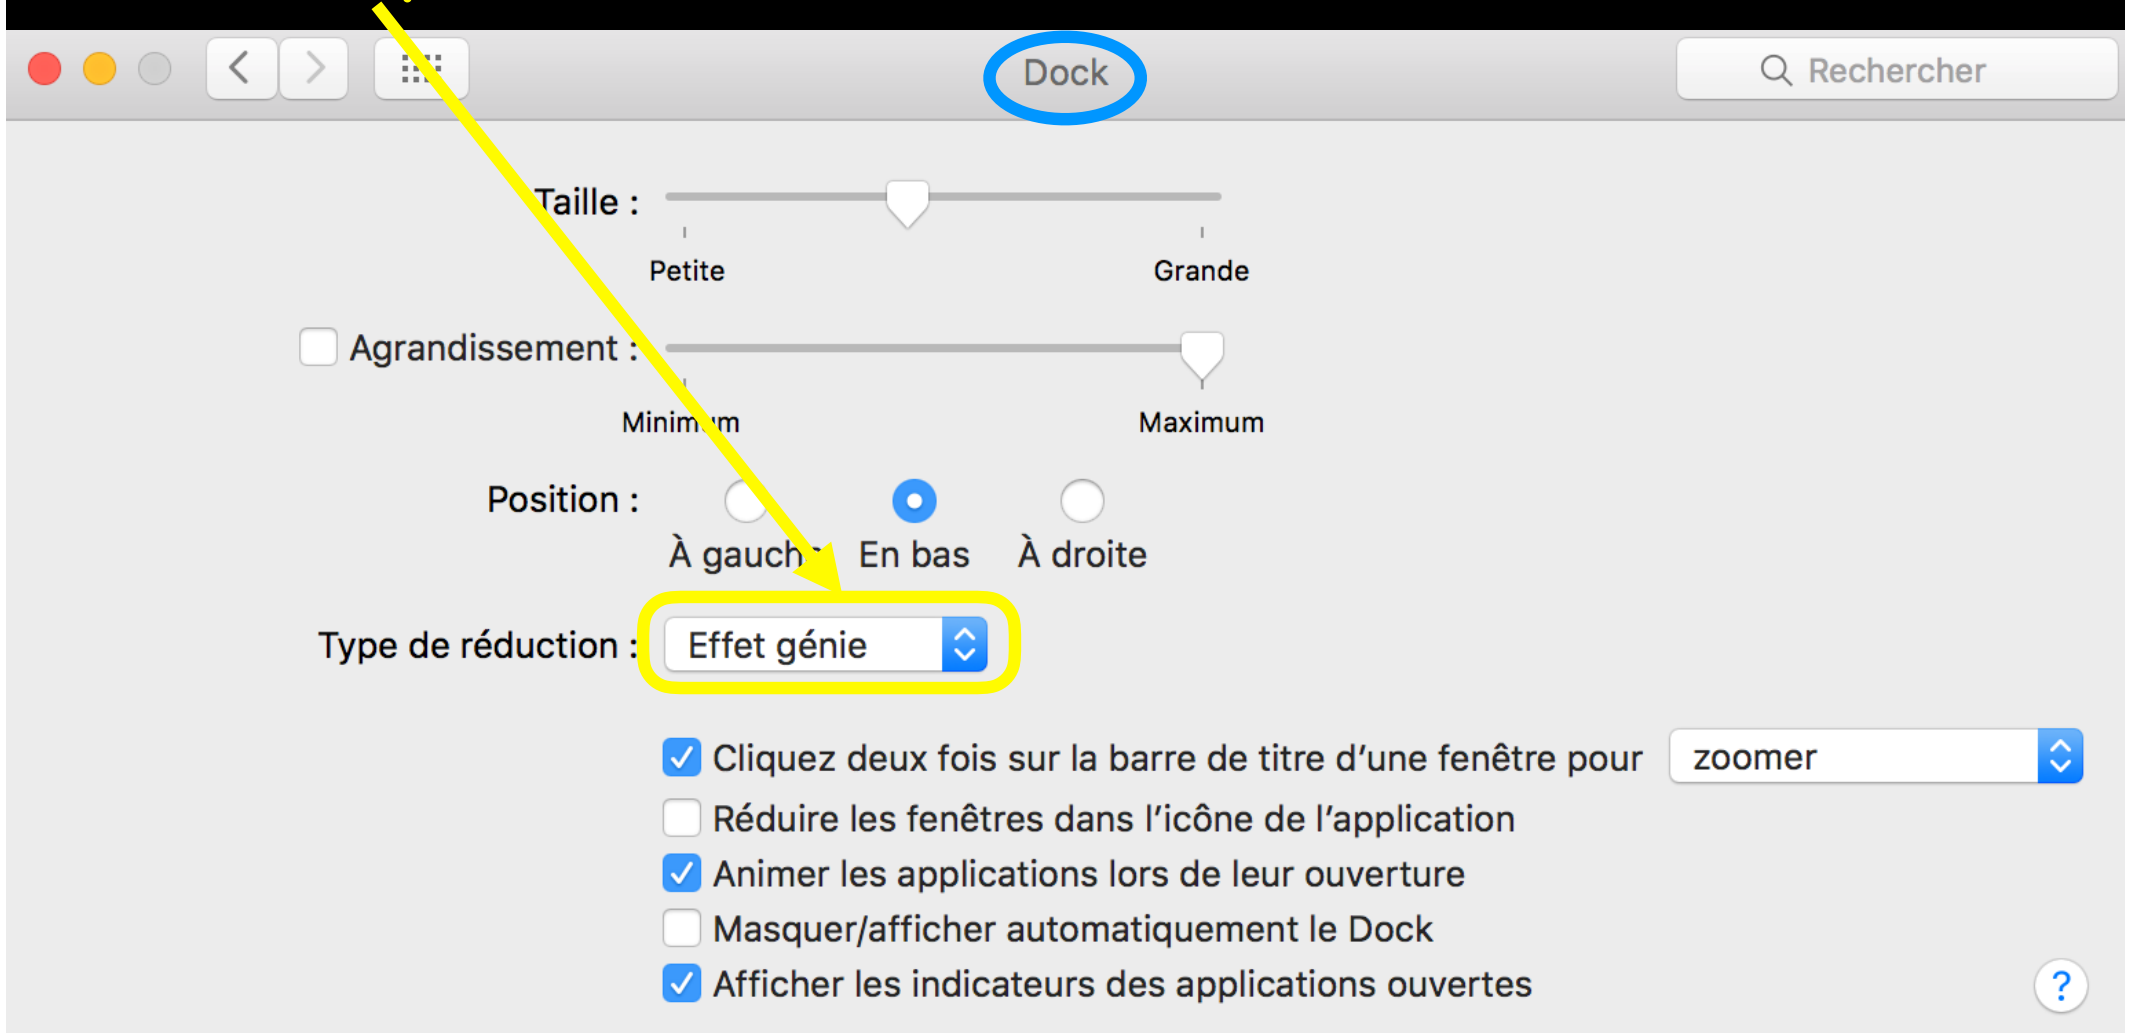 Dock
Rechercher
Taille :
Petite Grande
Agrandissement :
Minimum Maximum
Position :
À gauche En bas À droite
Type de réduction : Effet génie
Cliquez deux fois sur la barre de titre d’une fenêtre pour zoomer
Réduire les fenêtres dans l’icône de l’application
Animer les applications lors de leur ouverture
Masquer/afficher automatiquement le Dock
Afficher les indicateurs des applications ouvertes
?